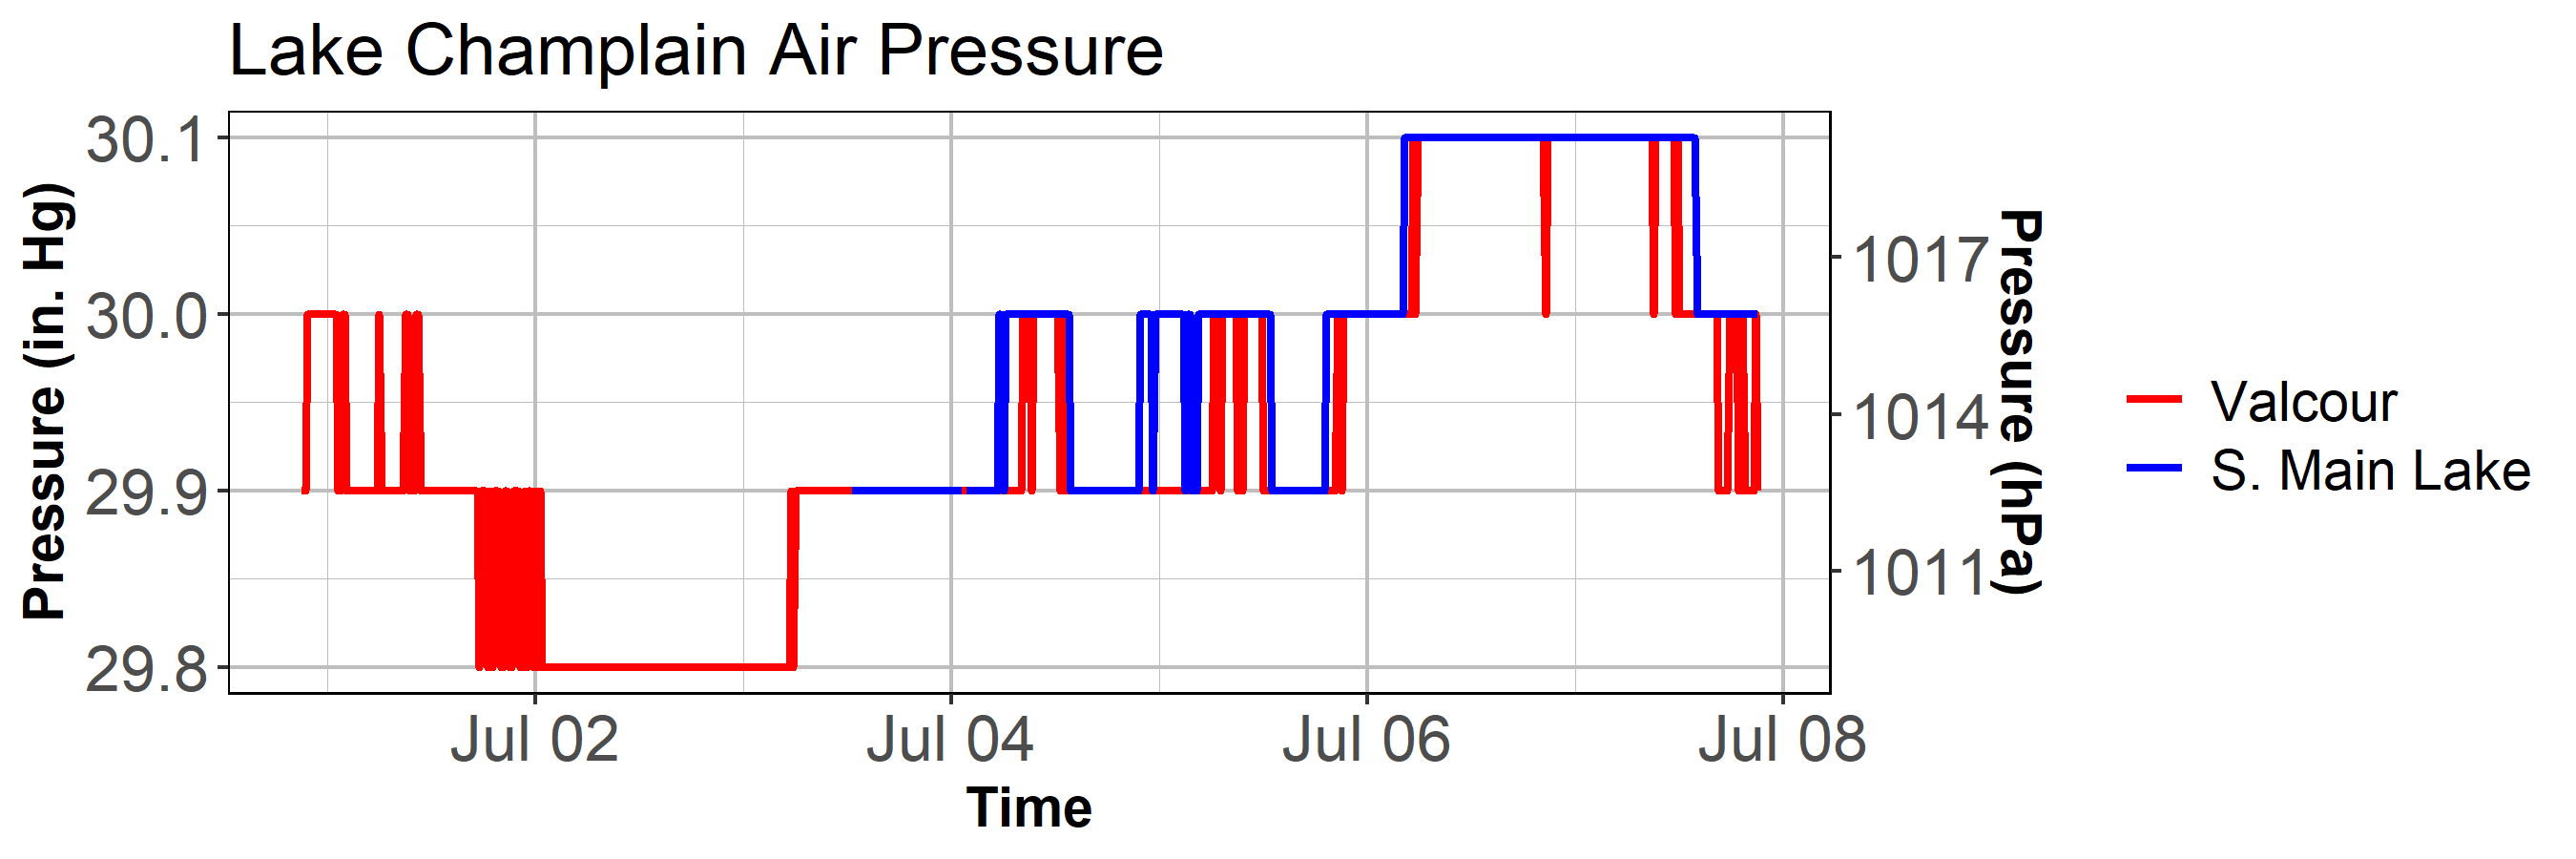 Lake Champlain Air Pressure
Pressure (in. Hg)
30.1
30.0
29.9
29.8
1017
1014
1011
Pressure (hPa)
Valcour
S. Main Lake
Jul 02
Jul 04
Jul 06
Jul 08
Time